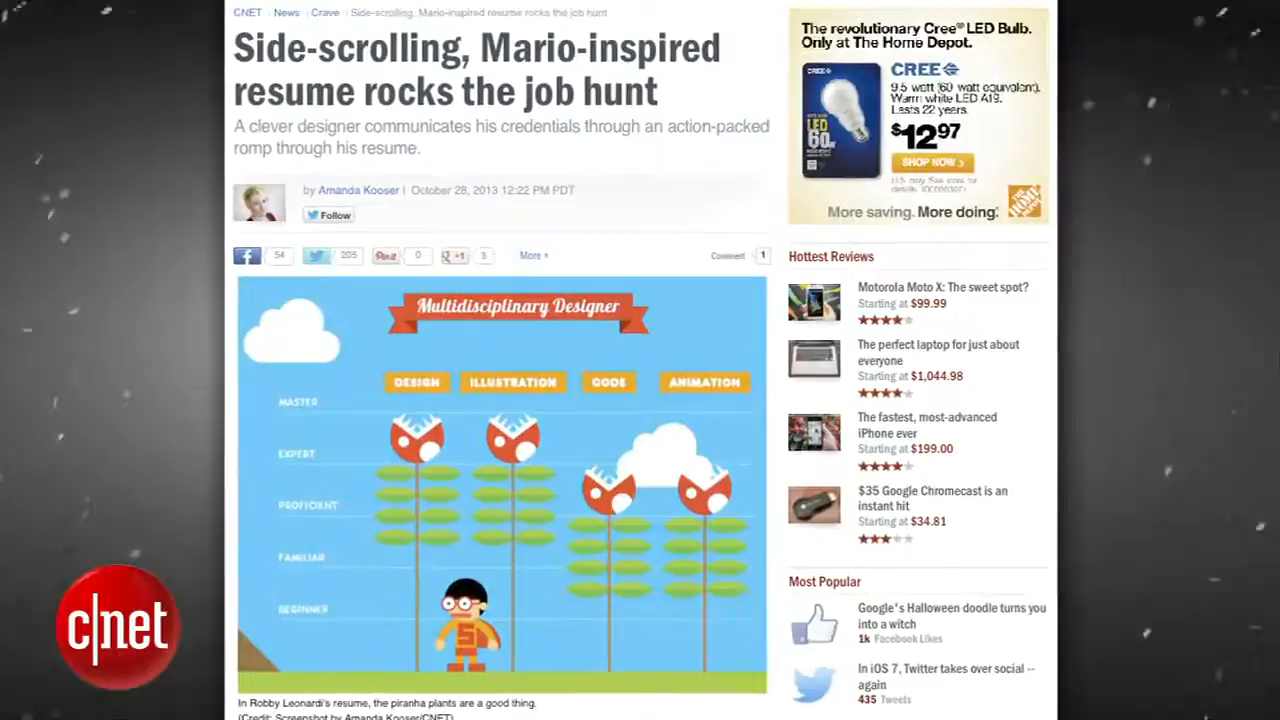 CNET News Crave Side-scrolling, Mario-inspired resume rocks the job hunt
Side-scrolling, Mario-inspired
resume rocks the job hunt
A clever designer communicates his credentials through an action-packed
romp through his resume.
by Amanda Kooser | October 28, 2013 12:22 PM PDT
Follow
54 205 Pin it 0 +1 3 More + Comment 1
Multidisciplinary Designer
DESIGN ILLUSTRATION CODE ANIMATION
MASTER
EXPERT
PROFICIENT
FAMILIAR
BEGINNER
S
In Robby Leonardi's resume, the piranha plants are a good thing.
(Credit: Screenshot by Amanda Kooser/CNET)
The revolutionary Cree® LED Bulb.
Only at The Home Depot.
CREE
LED
60W
CREE
9.5 watt (60 watt equivalent).
Warm white LED A19.
Lasts 22 years.
$12.97
SHOP NOW >
More saving. More doing.
THE HOME DEPOT
Hottest Reviews
Motorola Moto X: The sweet spot?
Starting at $99.99
The perfect laptop for just about
everyone
Starting at $1,044.98
The fastest, most-advanced
iPhone ever
Starting at $199.00
$35 Google Chromecast is an
instant hit
Starting at $34.81
Most Popular
Google's Halloween doodle turns you
into a witch
1k Facebook Likes
In iOS 7, Twitter takes over social --
again
435 Tweets
c|net